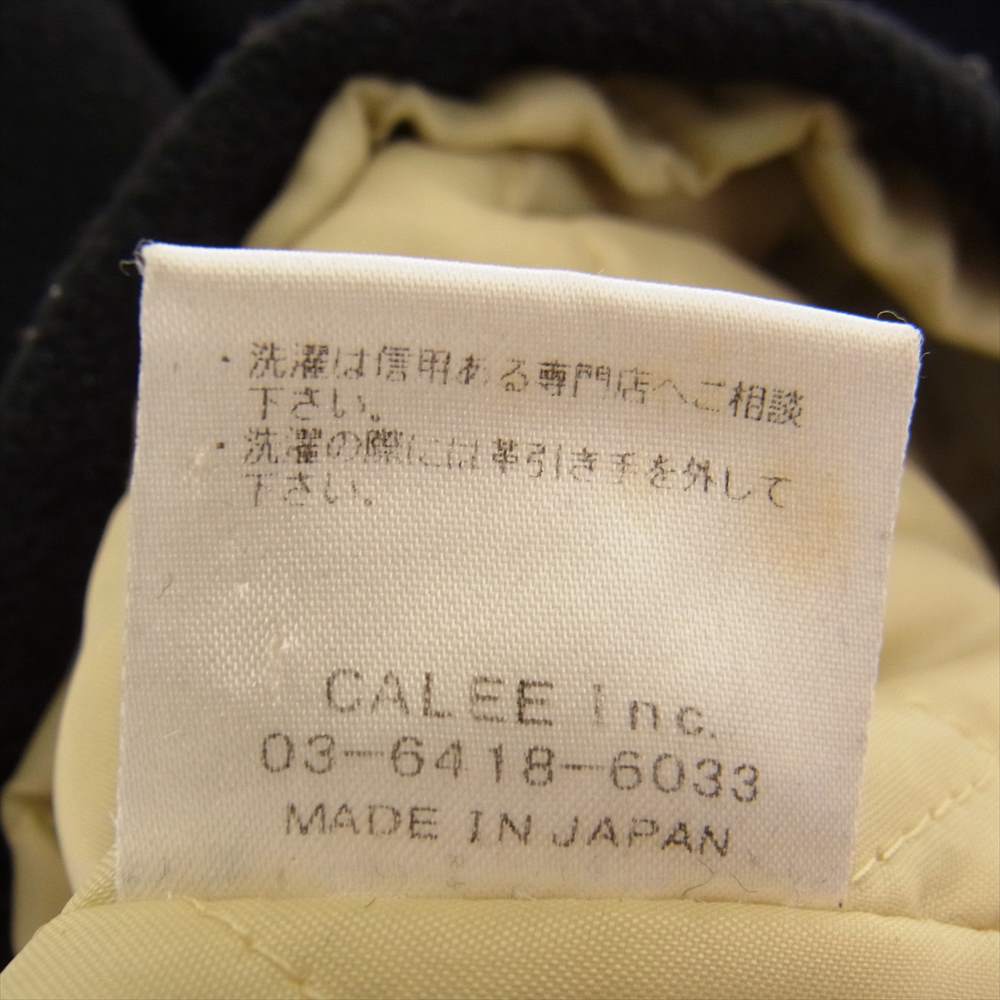 ・洗濯は信用ある専門店へご相談
下さい。
・洗濯の際には革引き手を外して
下さい。
CALEE Inc.
03-6418-6033
MADE IN JAPAN